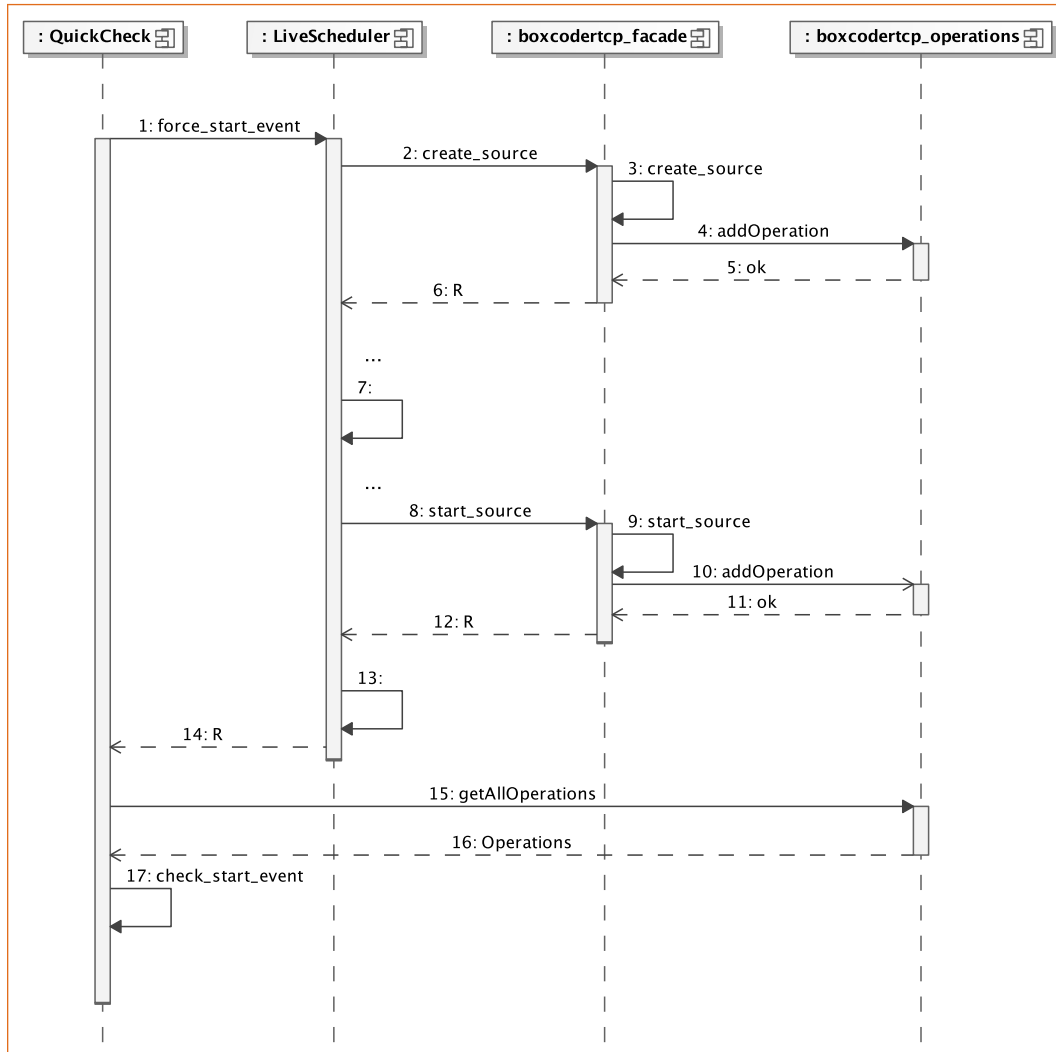 : QuickCheck
: LiveScheduler
: boxcodertcp_facade
: boxcodertcp_operations
1: force_start_event
2: create_source
3: create_source
4: addOperation
5: ok
6: R
...
7:
...
8: start_source
9: start_source
10: addOperation
11: ok
12: R
13:
14: R
15: getAllOperations
16: Operations
17: check_start_event